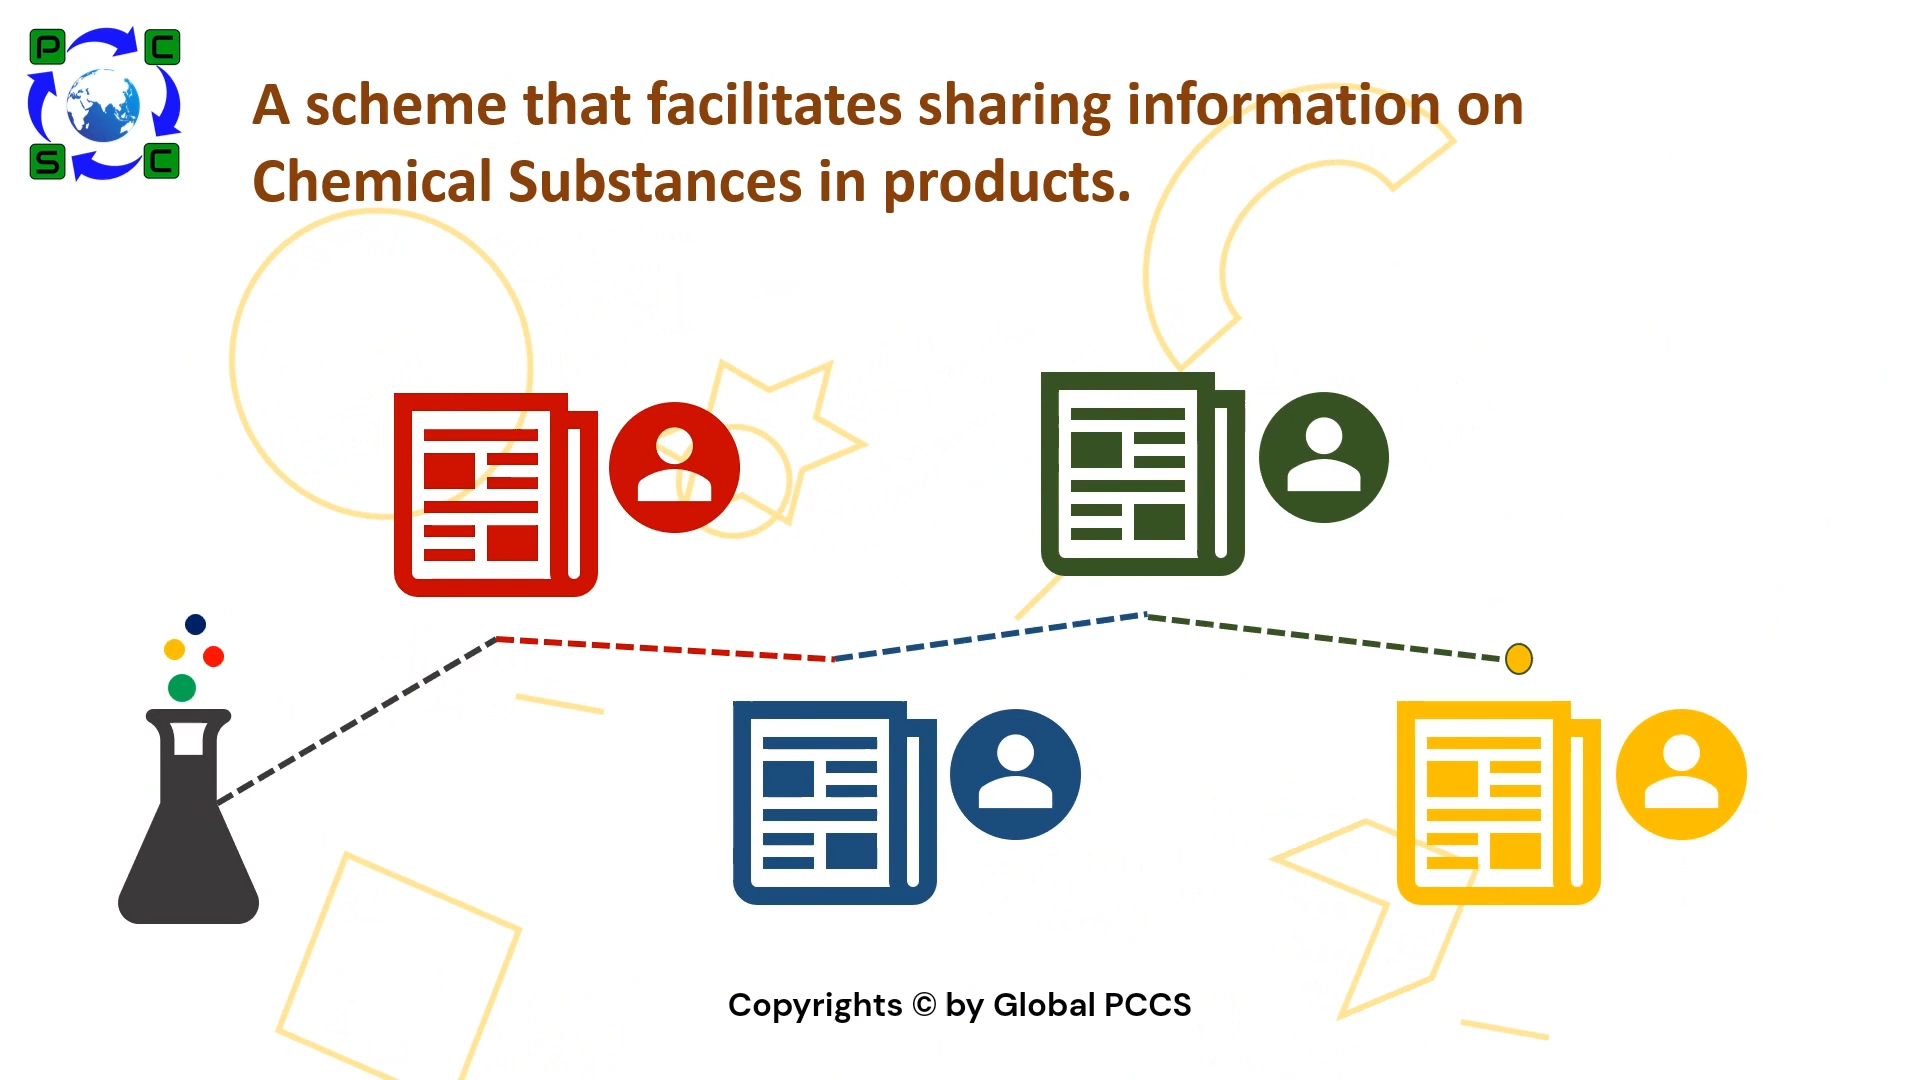 P C
S C
A scheme that facilitates sharing information on
Chemical Substances in products.
Copyrights © by Global PCCS